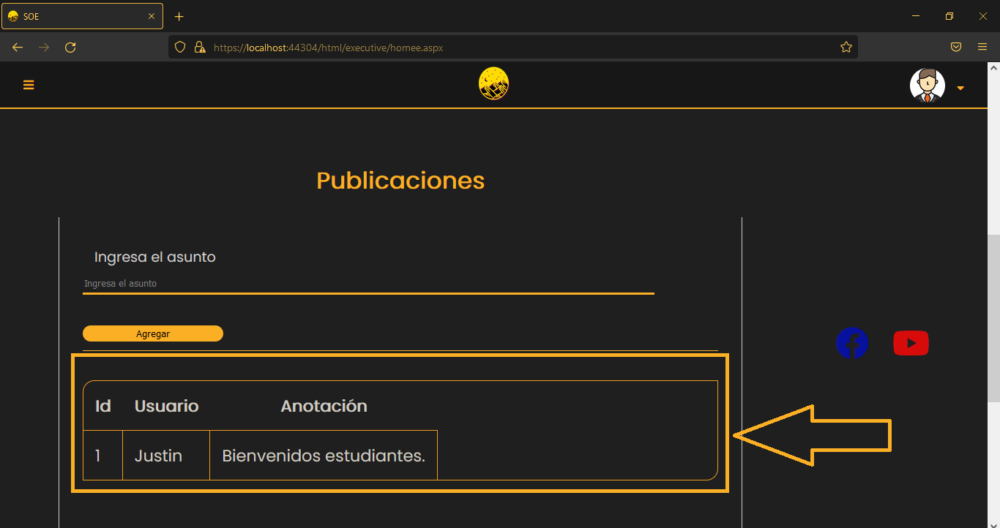 SOE
https://localhost:44304/html/executive/homee.aspx
Publicaciones
Ingresa el asunto
Ingresa el asunto
Agregar
Id Usuario Anotación
1 Justin Bienvenidos estudiantes.